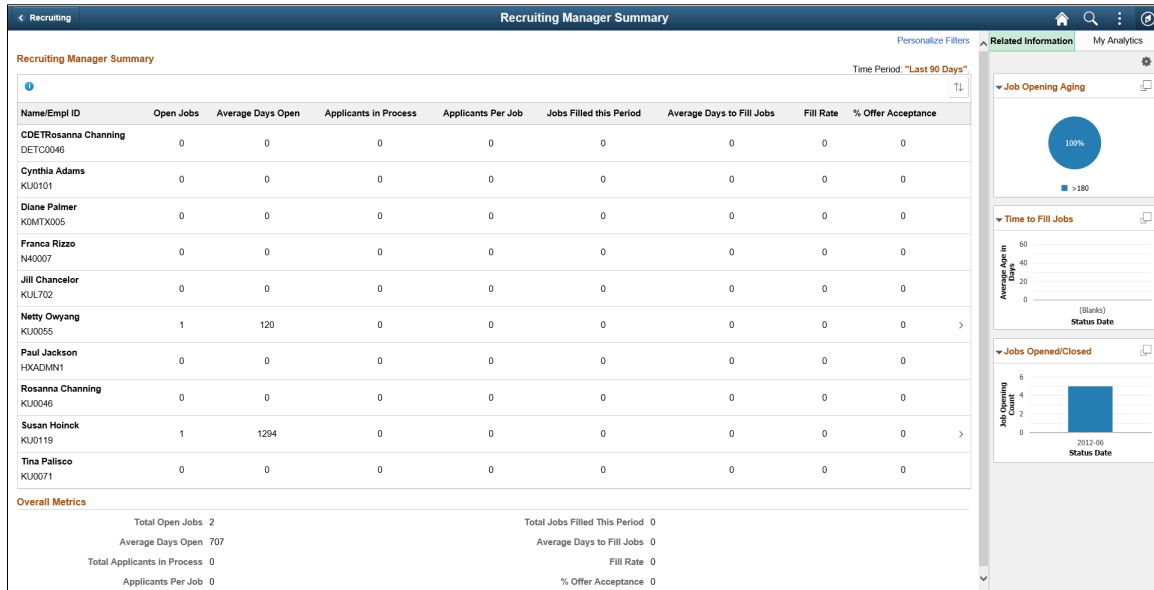 Recruiting
Recruiting Manager Summary
Personalize Filters
Recruiting Manager Summary
Time Period: "Last 90 Days".
Name/Empl ID Open Jobs Average Days Open Applicants in Process Applicants Per Job Jobs Filled this Period Average Days to Fill Jobs Fill Rate % Offer Acceptance
CDETRosanna Channing
DETC0046 0 0 0 0 0 0 0 0
Cynthia Adams
KU0101 0 0 0 0 0 0 0 0
Diane Palmer
K0MTX005 0 0 0 0 0 0 0 0
Franca Rizzo
N40007 0 0 0 0 0 0 0 0
Jill Chancelor
KUL702 0 0 0 0 0 0 0 0
Netty Owyang
KU0055 1 120 0 0 0 0 0 0
Paul Jackson
HXADMN1 0 0 0 0 0 0 0 0
Rosanna Channing
KU0046 0 0 0 0 0 0 0 0
Susan Hoinck
KU0119 1 1294 0 0 0 0 0 0
Tina Palisco
KU0071 0 0 0 0 0 0 0 0
Overall Metrics
Total Open Jobs 2 Total Jobs Filled This Period 0
Average Days Open 707 Average Days to Fill Jobs 0
Total Applicants in Process 0 Fill Rate 0
Applicants Per Job 0 % Offer Acceptance 0
Related Information My Analytics
Job Opening Aging
100%
>180
Time to Fill Jobs
Average Age in
Days
60
40
20
0
(Blanks)
Status Date
Jobs Opened/Closed
Job Opening
Count
6
4
2
0
2012-06
Status Date